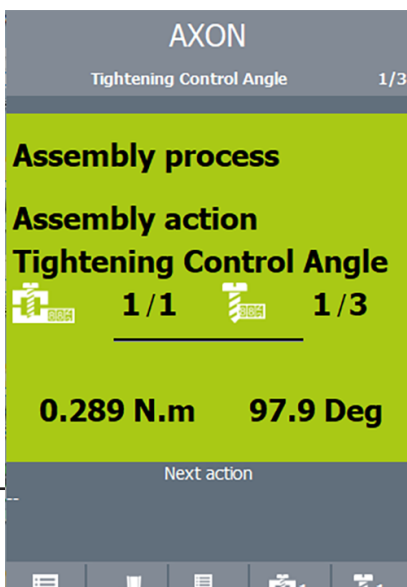 AXON
Tightening Control Angle 1/3
Assembly process
Assembly action
Tightening Control Angle
1/1 1/3
0.289 N.m 97.9 Deg
Next action
--